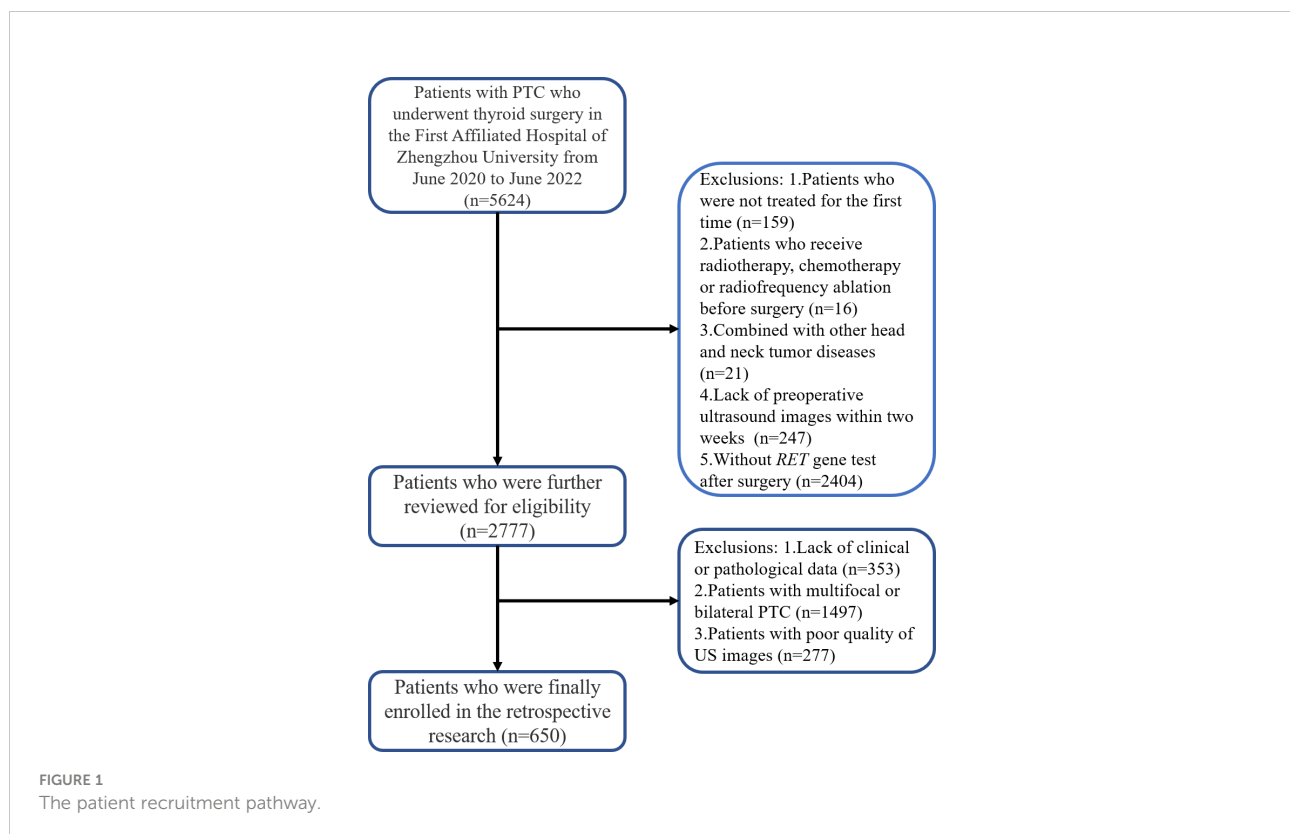 Patients with PTC who
underwent thyroid surgery in
the First Affiliated Hospital of
Zhengzhou University from
June 2020 to June 2022
(n=5624)
Exclusions: 1.Patients who
were not treated for the first
time (n=159)
2.Patients who receive
radiotherapy, chemotherapy
or radiofrequency ablation
before surgery (n=16)
3.Combined with other head
and neck tumor diseases
(n=21)
4.Lack of preoperative
ultrasound images within two
weeks (n=247)
5.Without RET gene test
after surgery (n=2404)
Patients who were further
reviewed for eligibility
(n=2777)
Exclusions: 1.Lack of clinical
or pathological data (n=353)
2.Patients with multifocal or
bilateral PTC (n=1497)
3.Patients with poor quality of
US images (n=277)
Patients who were finally
enrolled in the retrospective
research (n=650)
FIGURE 1
The patient recruitment pathway.